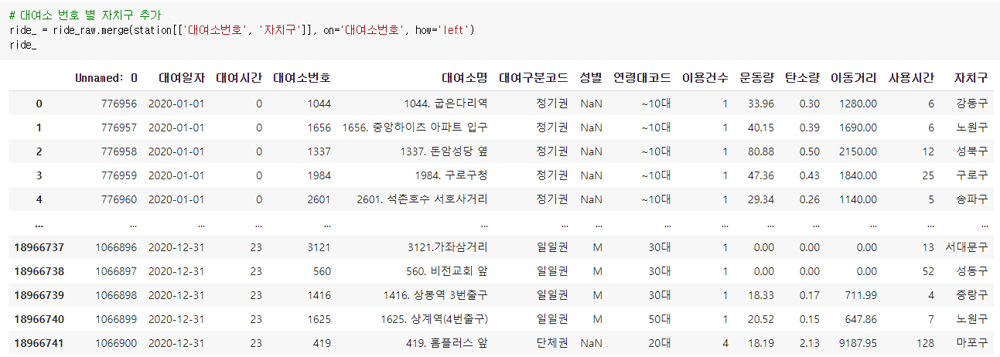 # 대여소 번호 별 자치구 추가
ride_ = ride_raw.merge(station[['대여소번호', '자치구']], on='대여소번호', how='left')
ride_
Unnamed: 0 대여일자 대여시간 대여소번호 대여소명 대여구분코드 성별 연령대코드 이용건수 운동량 탄소량 이동거리 사용시간 자치구
0 776956 2020-01-01 0 1044 1044. 굽은다리역 정기권 NaN ~10대 1 33.96 0.30 1280.00 6 강동구
1 776957 2020-01-01 0 1656 1656. 중앙하이츠 아파트 입구 정기권 NaN ~10대 1 40.15 0.39 1690.00 6 노원구
2 776958 2020-01-01 0 1337 1337. 돈암성당 옆 정기권 NaN ~10대 1 80.88 0.50 2150.00 12 성북구
3 776959 2020-01-01 0 1984 1984. 구로구청 정기권 NaN ~10대 1 47.36 0.43 1840.00 25 구로구
4 776960 2020-01-01 0 2601 2601. 석촌호수 서호사거리 정기권 NaN ~10대 1 29.34 0.26 1140.00 5 송파구
... ... ... ... ... ... ... ... ... ... ... ... ... ... ...
18966737 1066896 2020-12-31 23 3121 3121.가좌삼거리 일일권 M 30대 1 0.00 0.00 0.00 13 서대문구
18966738 1066897 2020-12-31 23 560 560. 비전교회 앞 일일권 M 30대 1 0.00 0.00 0.00 52 성동구
18966739 1066898 2020-12-31 23 1416 1416. 상봉역 3번출구 일일권 M 30대 1 18.33 0.17 711.99 4 중랑구
18966740 1066899 2020-12-31 23 1625 1625. 상계역(4번출구) 일일권 M 50대 1 20.52 0.15 647.86 7 노원구
18966741 1066900 2020-12-31 23 419 419. 홈플러스 앞 단체권 NaN 20대 4 18.19 2.13 9187.95 128 마포구